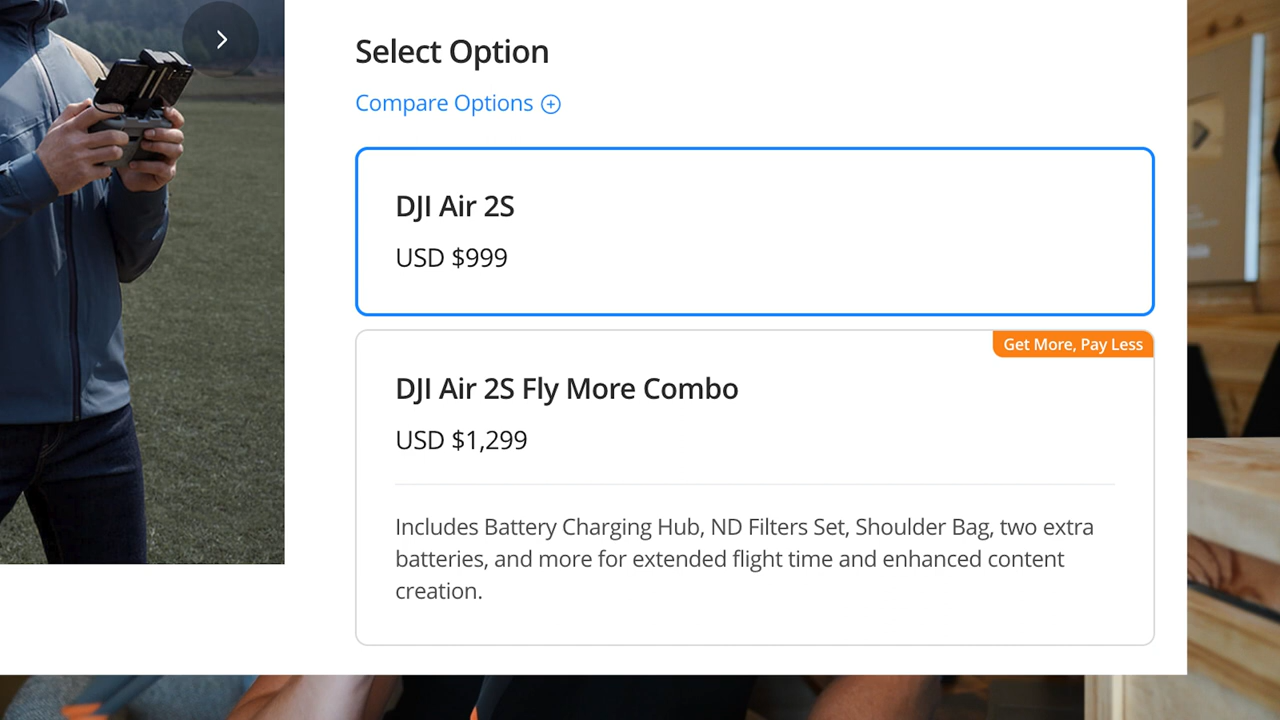 Select Option
Compare Options
DJI Air 2S
USD $999
Get More, Pay Less
DJI Air 2S Fly More Combo
USD $1,299
Includes Battery Charging Hub, ND Filters Set, Shoulder Bag, two extra
batteries, and more for extended flight time and enhanced content
creation.